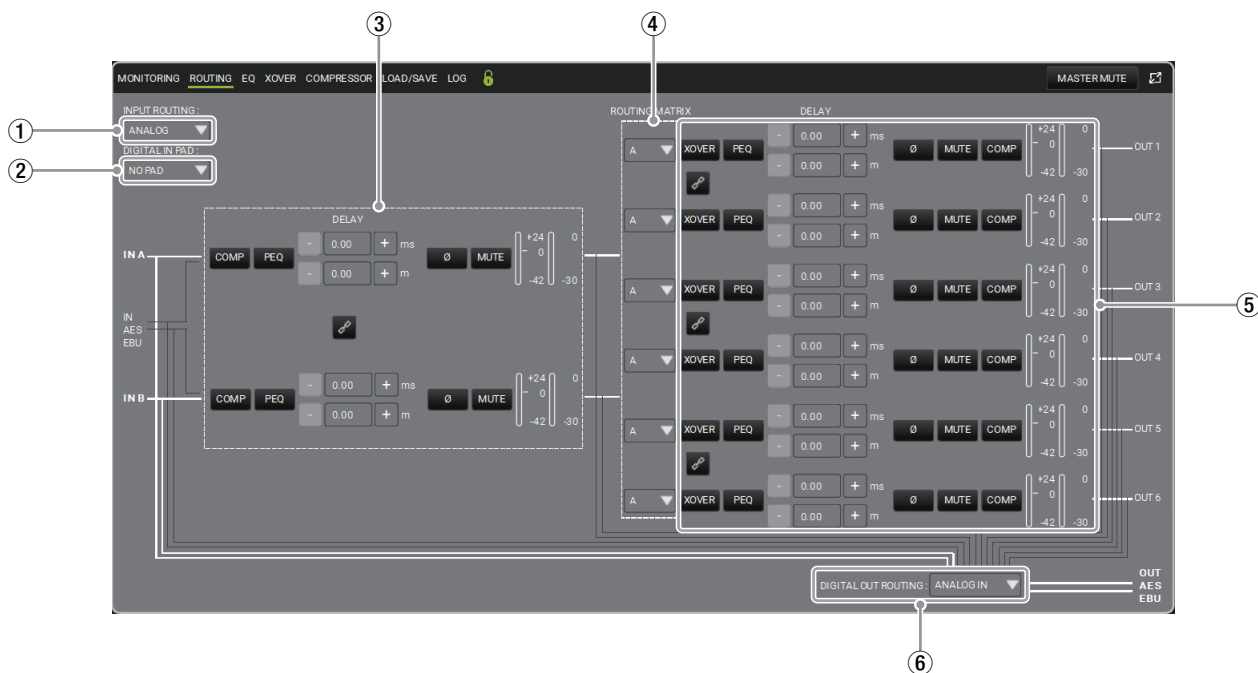 ③ ④
MONITORING ROUTING EQ XOVER COMPRESSOR LOAD/SAVE LOG MASTER MUTE
INPUT ROUTING : ROUTING MATRIX DELAY
① ANALOG
DIGITAL IN PAD :
② NO PAD
A XOVER PEQ - 0.00 + ms Ø MUTE COMP +24 0 OUT 1
- 0
- 0.00 + m -42 -30
A XOVER PEQ - 0.00 + ms Ø MUTE COMP +24 0 OUT 2
- 0
- 0.00 + m -42 -30
DELAY
IN A COMP PEQ - 0.00 + ms Ø MUTE +24 0
- 0
- 0.00 + m -42 -30
A XOVER PEQ - 0.00 + ms Ø MUTE COMP +24 0 OUT 3
- 0
- 0.00 + m -42 -30
⑤
IN
AES
EBU
A XOVER PEQ - 0.00 + ms Ø MUTE COMP +24 0 OUT 4
- 0
- 0.00 + m -42 -30
IN B COMP PEQ - 0.00 + ms Ø MUTE +24 0
- 0
- 0.00 + m -42 -30
A XOVER PEQ - 0.00 + ms Ø MUTE COMP +24 0 OUT 5
- 0
- 0.00 + m -42 -30
A XOVER PEQ - 0.00 + ms Ø MUTE COMP +24 0 OUT 6
- 0
- 0.00 + m -42 -30
DIGITAL OUT ROUTING : ANALOG IN
OUT
AES
EBU
⑥